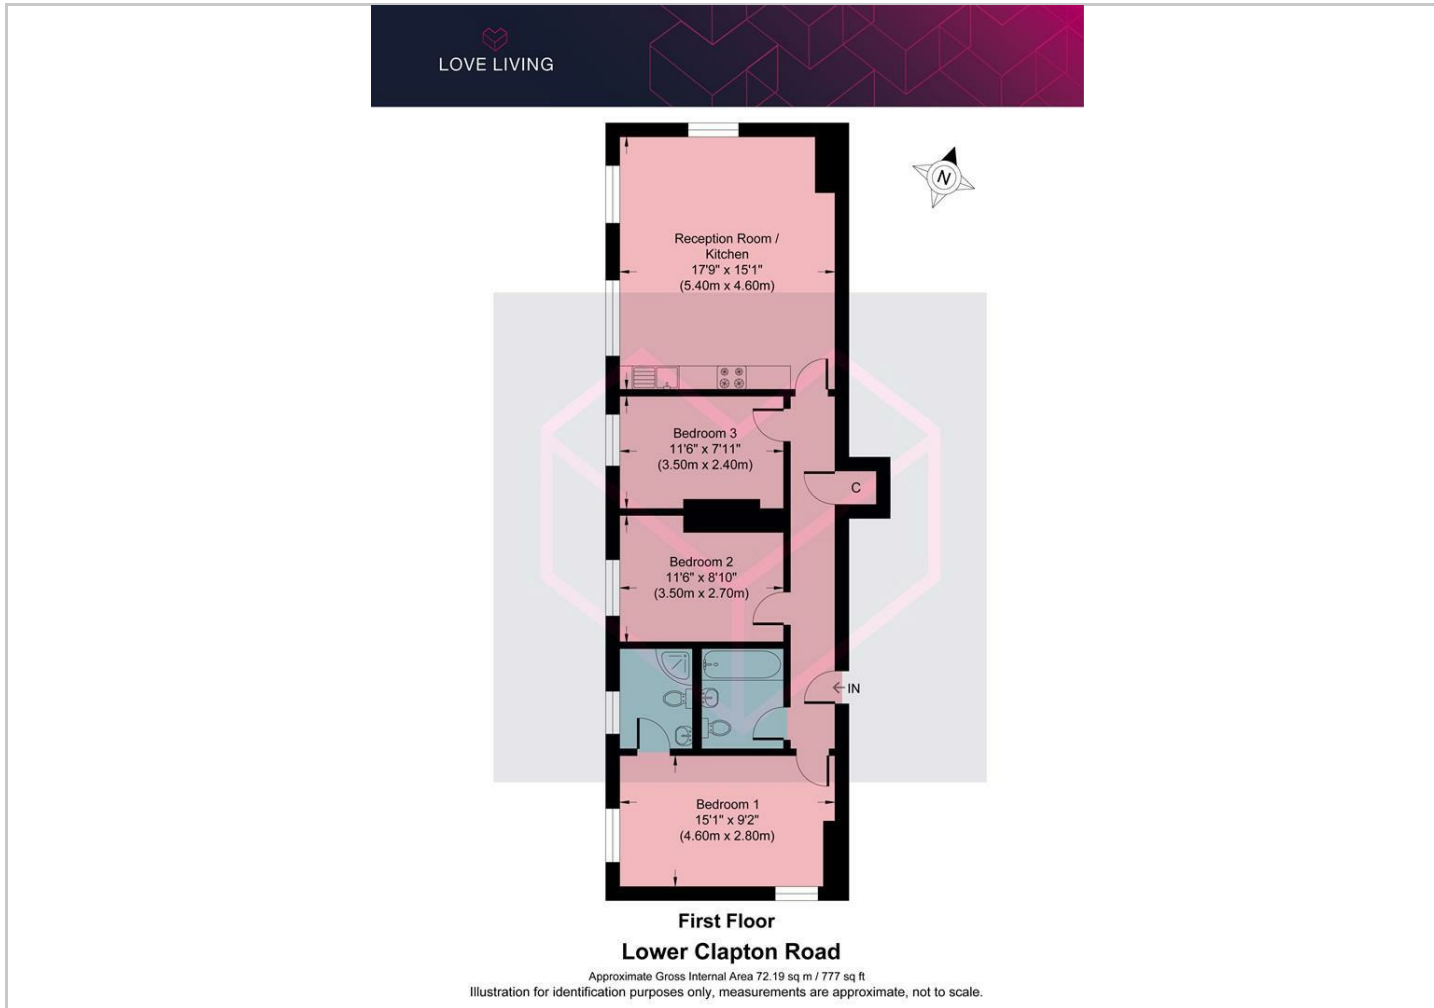 LOVE LIVING
N
Reception Room /
Kitchen
17'9" x 15'1"
(5.40m x 4.60m)
Bedroom 3
11'6" x 7'11"
(3.50m x 2.40m)
C
Bedroom 2
11'6" x 8'10"
(3.50m x 2.70m)
IN
Bedroom 1
15'1" x 9'2"
(4.60m x 2.80m)
First Floor
Lower Clapton Road
Approximate Gross Internal Area 72.19 sq m / 777 sq ft
Illustration for identification purposes only, measurements are approximate, not to scale.